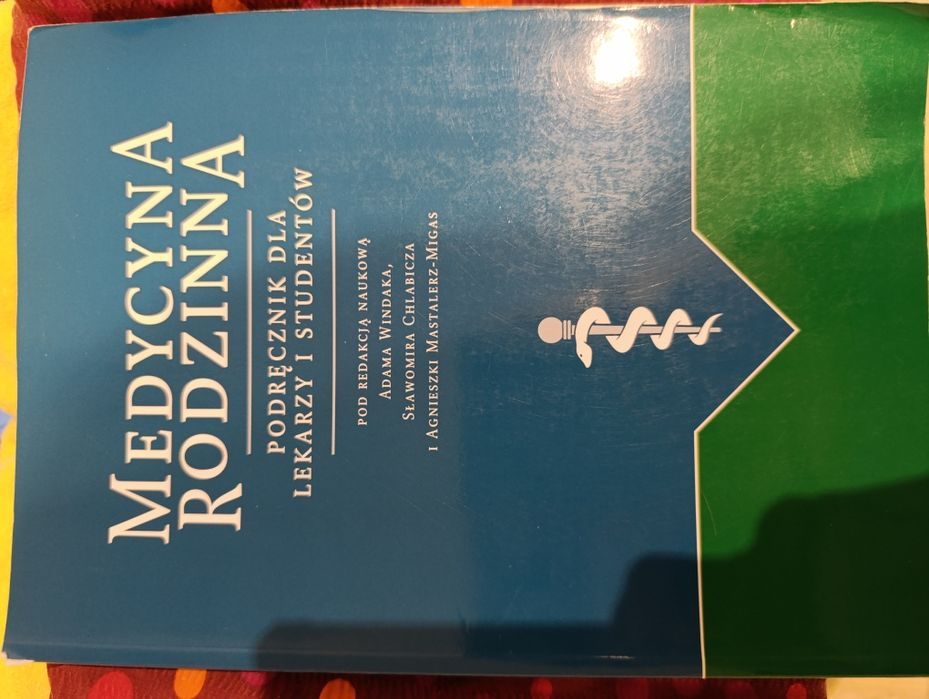 MEDYCYNA
RODZINNA
PODRĘCZNIK DLA
LEKARZY I STUDENTÓW
POD REDAKCJĄ NAUKOWĄ
ADAMA WINDAKA,
SŁAWOMIRA CHLABICZA
I AGNIESZKI MASTALERZ-MIGAS